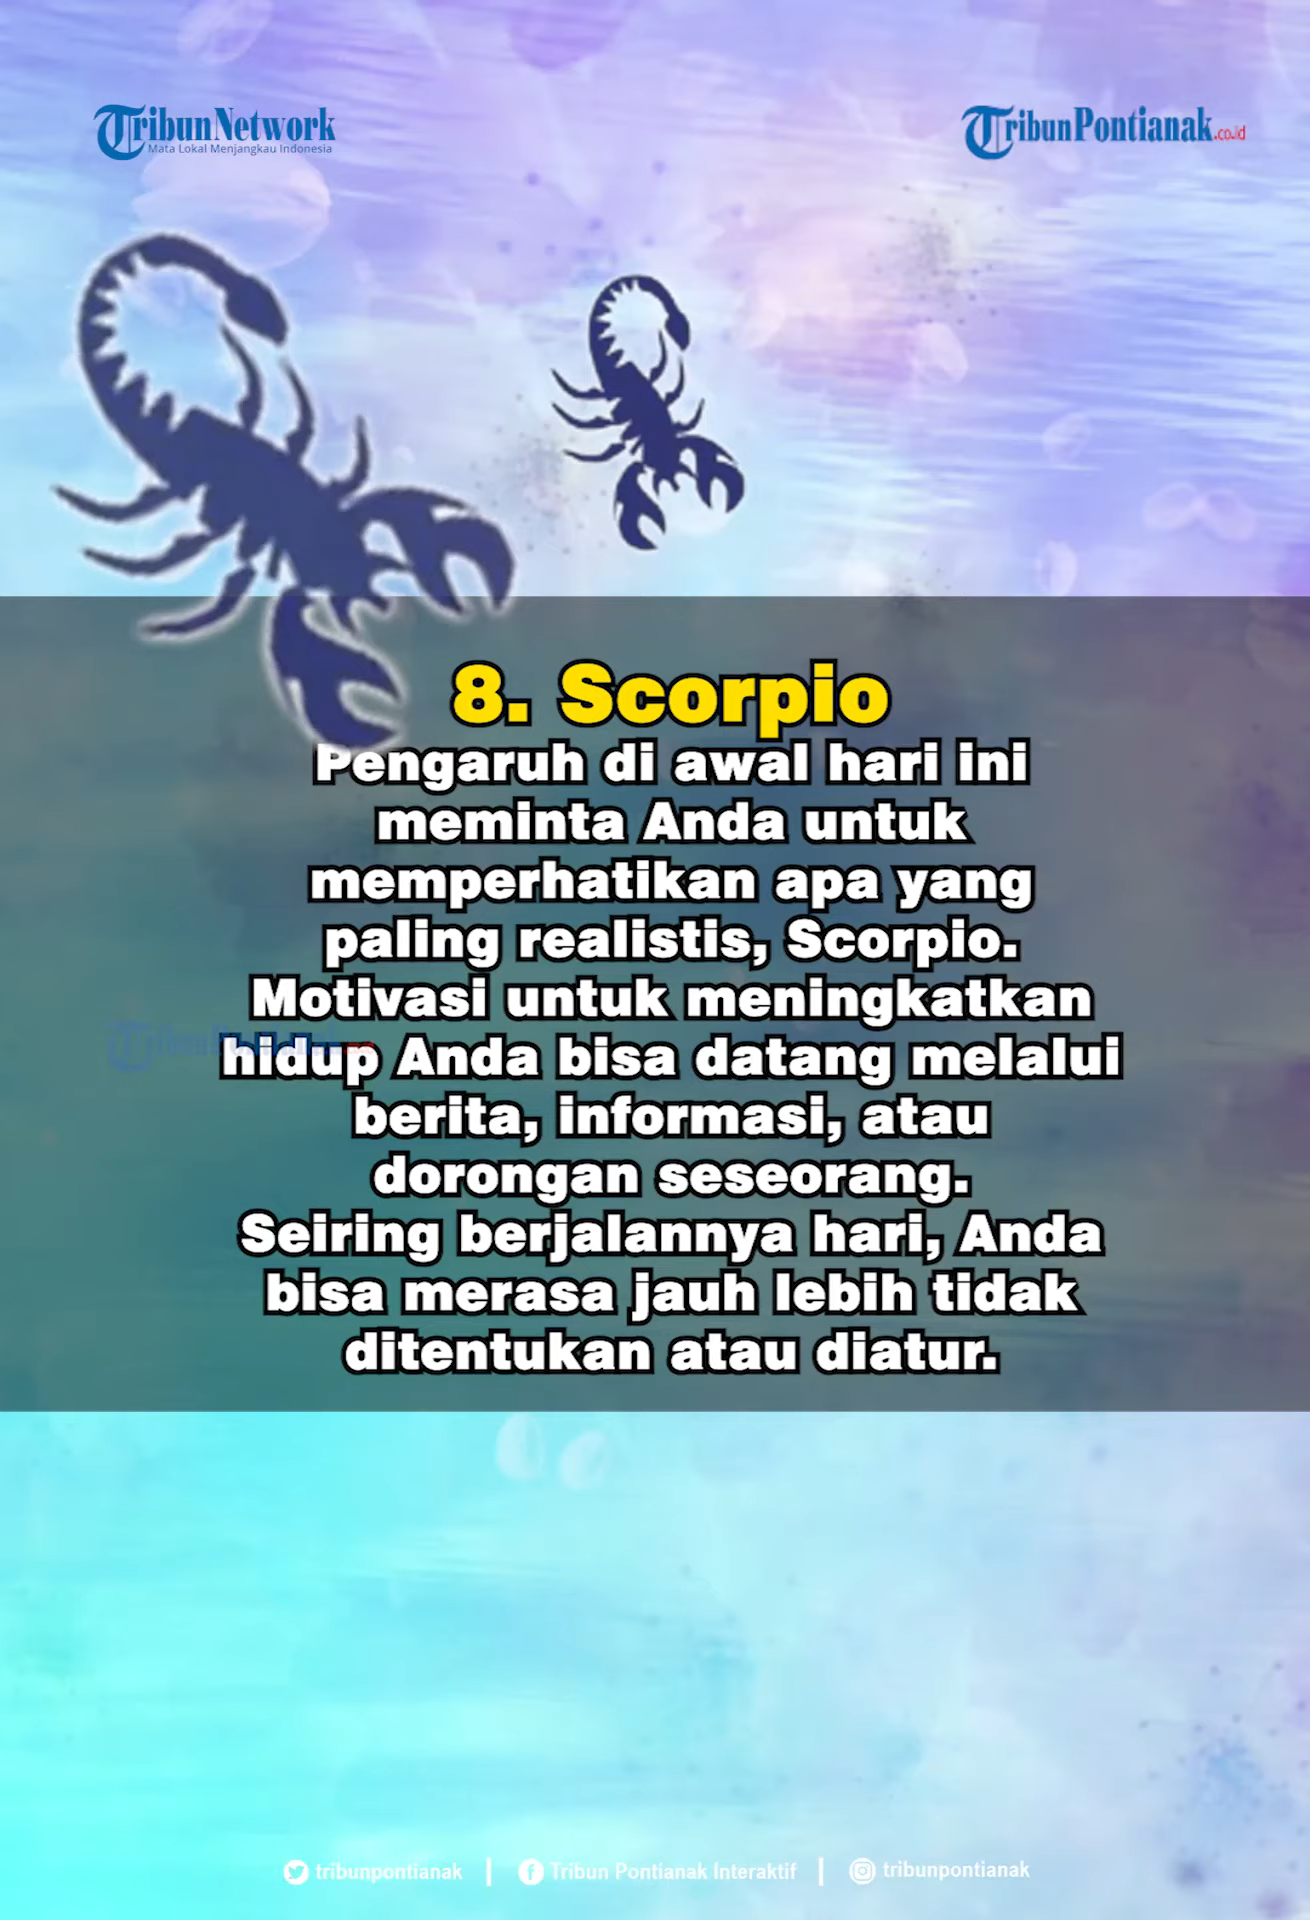 TribunNetwork
Mata Lokal Menjangkau Indonesia
TribunPontianak.co.id
8. Scorpio
Pengaruh di awal hari ini
meminta Anda untuk
memperhatikan apa yang
paling realistis, Scorpio.
Motivasi untuk meningkatkan
hidup Anda bisa datang melalui
berita, informasi, atau
dorongan seseorang.
Seiring berjalannya hari, Anda
bisa merasa jauh lebih tidak
ditentukan atau diatur.
TribunPontianak
tribunpontianak | Tribun Pontianak Interaktif | tribunpontianak